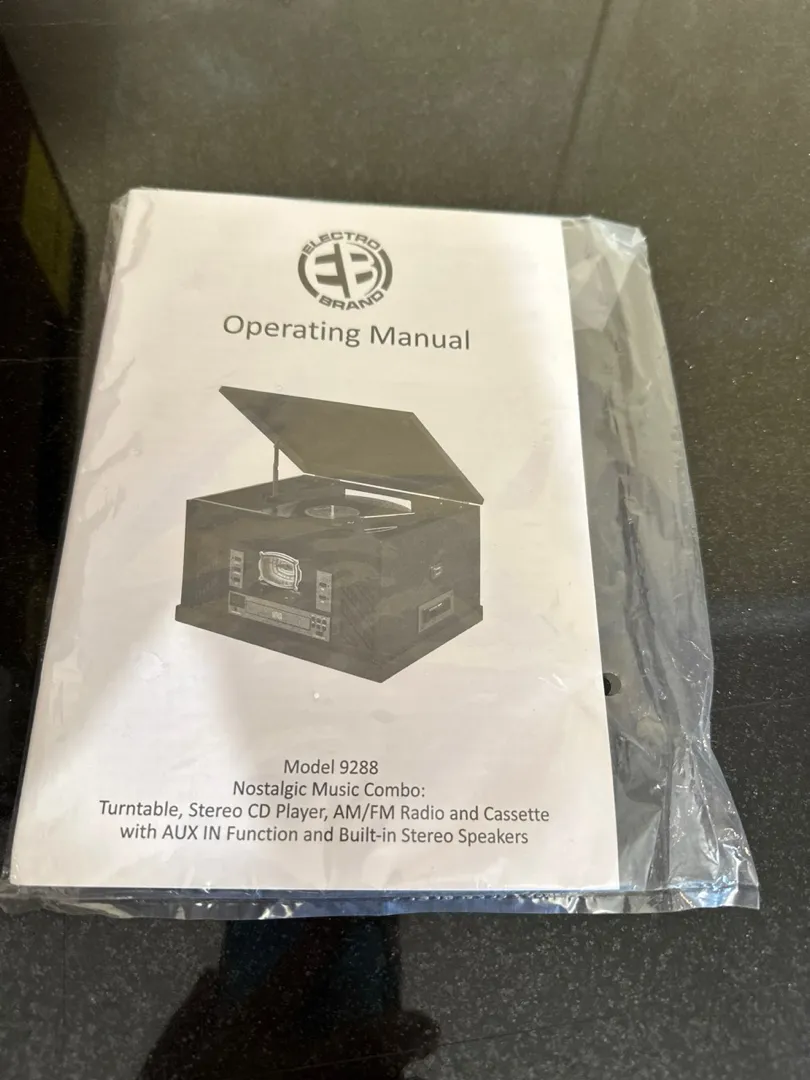 ELECTRO
EB
BRAND
Operating Manual
Model 9288
Nostalgic Music Combo:
Turntable, Stereo CD Player, AM/FM Radio and Cassette
with AUX IN Function and Built-in Stereo Speakers